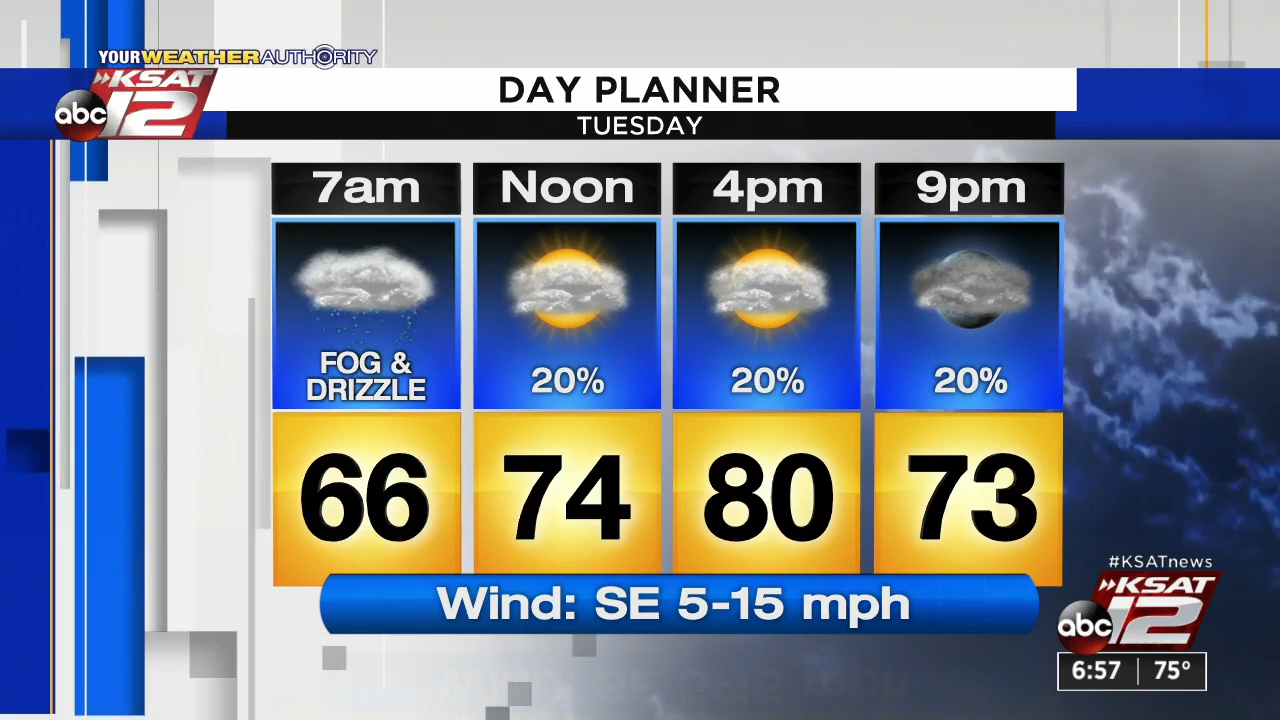 YOURWEATHERAUTHORITY
KSAT
abc 12
DAY PLANNER
TUESDAY
7am Noon 4pm 9pm
FOG &
DRIZZLE 20% 20% 20%
66 74 80 73
Wind: SE 5-15 mph
#KSATnews
KSAT
abc 12
6:57 75°